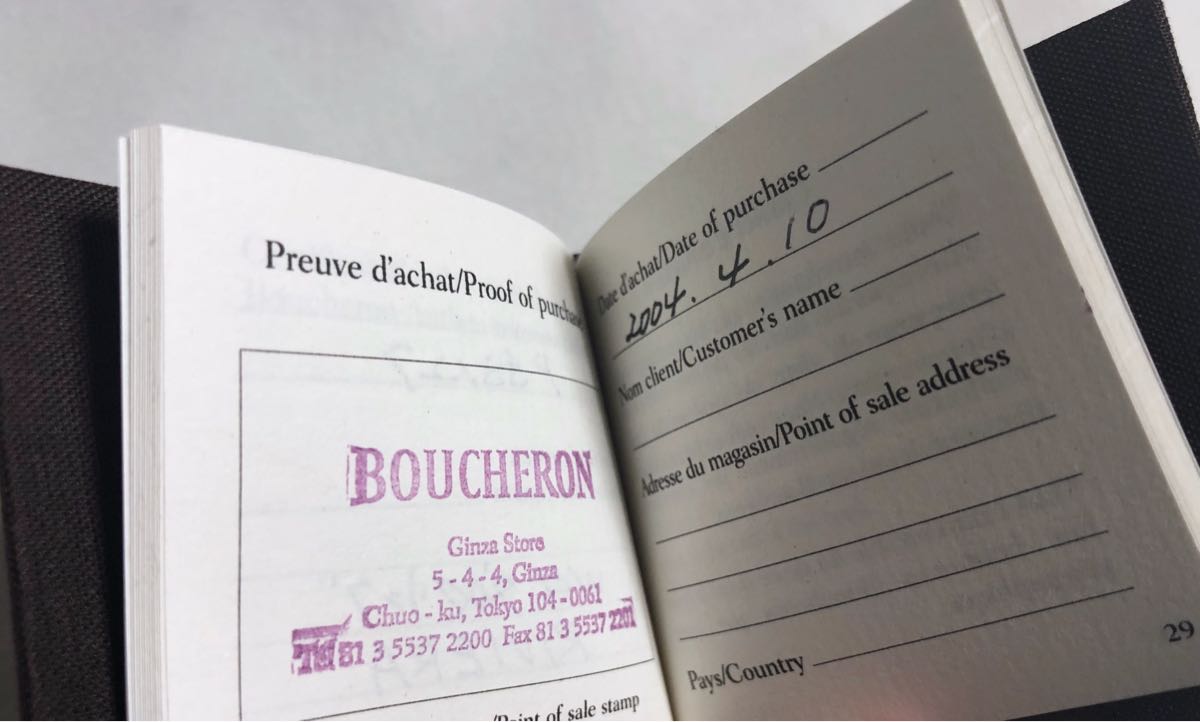 Preuve d'achat/Proof of purchase
BOUCHERON
Ginza Store
5-4-4, Ginza
Chuo-ku, Tokyo 104-0061
Tel 81 3 5537 2200 Fax 81 3 5537 2201
/Point of sale stamp
Date d'achat/Date of purchase
2004.4.10
Nom client/Customer's name
Adresse du magasin/Point of sale address
Pays/Country
29